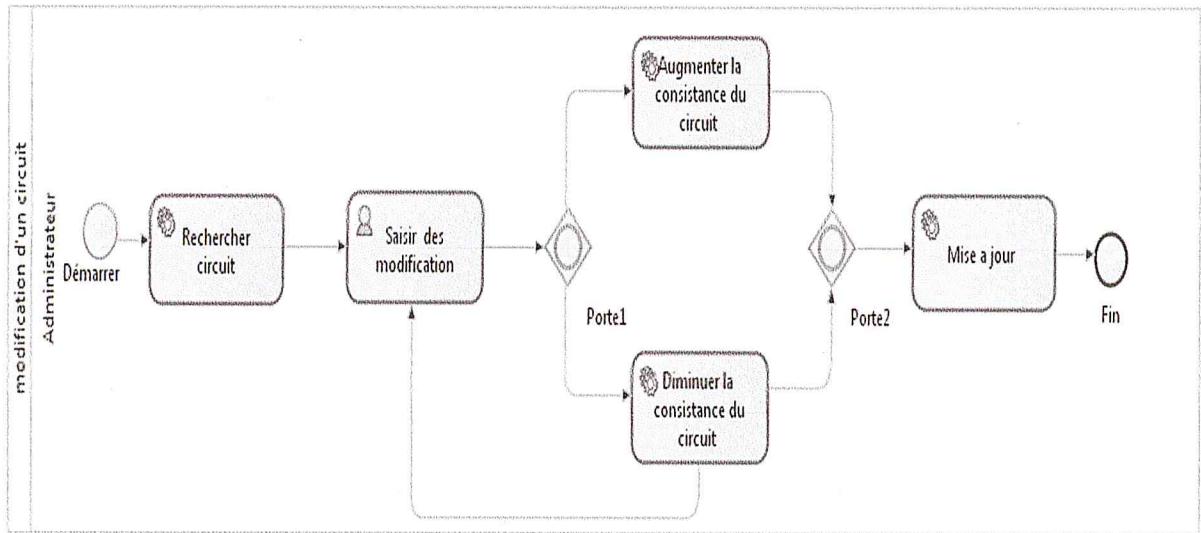 modification d'un circuit
Administrateur
Démarrer
Rechercher
circuit
Saisir des
modification
Porte1
Augmenter la
consistance du
circuit
Diminuer la
consistance du
circuit
Porte2
Mise a jour
Fin